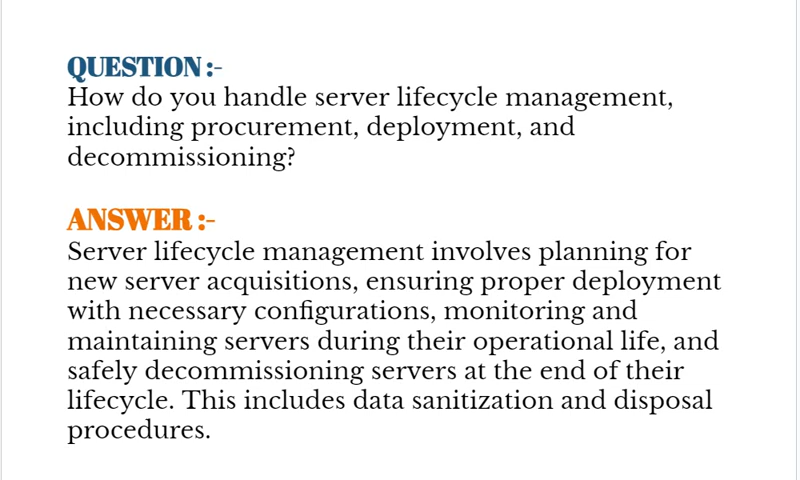 QUESTION :-
How do you handle server lifecycle management,
including procurement, deployment, and
decommissioning?
ANSWER :-
Server lifecycle management involves planning for
new server acquisitions, ensuring proper deployment
with necessary configurations, monitoring and
maintaining servers during their operational life, and
safely decommissioning servers at the end of their
lifecycle. This includes data sanitization and disposal
procedures.